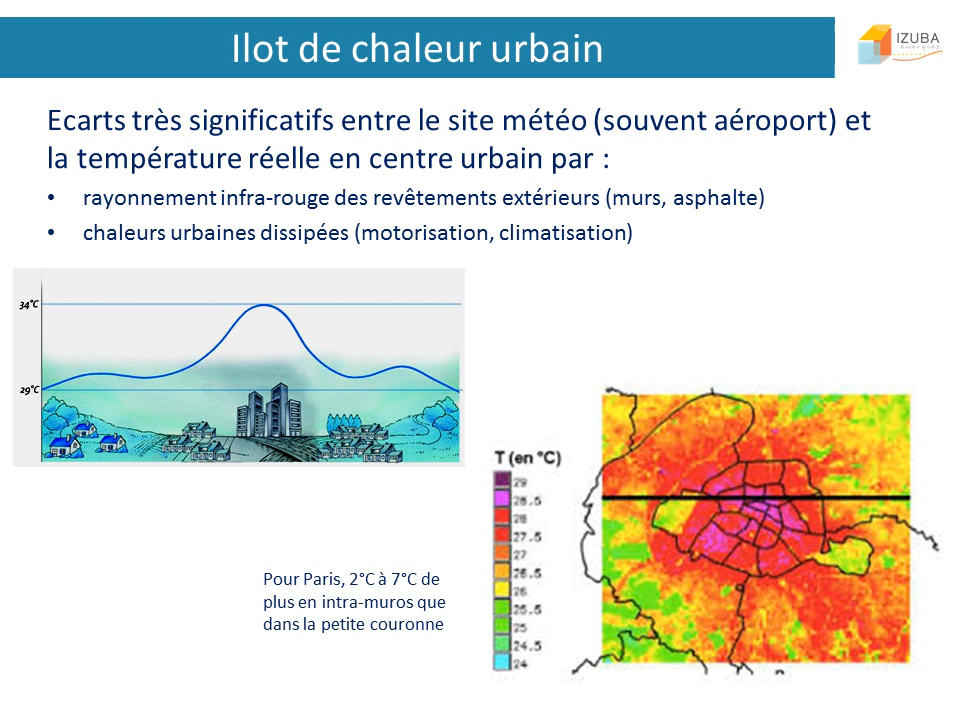 Ilot de chaleur urbain
IZUBA
énergies
Ecarts très significatifs entre le site météo (souvent aéroport) et
la température réelle en centre urbain par :
• rayonnement infra-rouge des revêtements extérieurs (murs, asphalte)
• chaleurs urbaines dissipées (motorisation, climatisation)
34°C
29°C
T (en °C)
29
28.5
28
27.5
27
26.5
26
25.5
25
24.5
24
Pour Paris, 2°C à 7°C de
plus en intra-muros que
dans la petite couronne